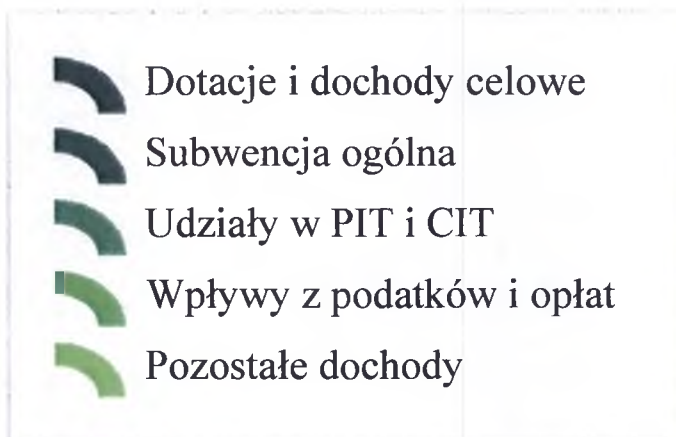 Dotacje i dochody celowe
Subwencja ogólna
Udziały w PIT i CIT
Wpływy z podatków i opłat
Pozostałe dochody